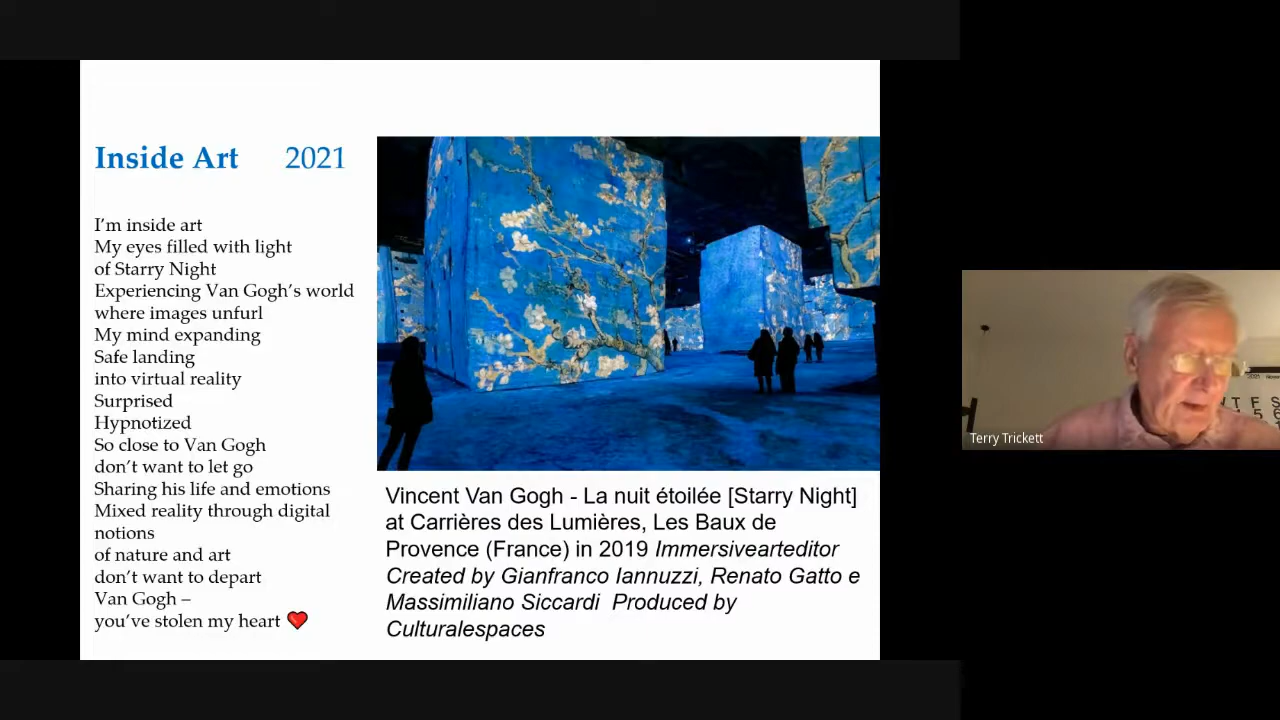 Inside Art 2021
I’m inside art
My eyes filled with light
of Starry Night
Experiencing Van Gogh’s world
where images unfurl
My mind expanding
Safe landing
into virtual reality
Surprised
Hypnotized
So close to Van Gogh
don’t want to let go
Sharing his life and emotions
Mixed reality through digital
notions
of nature and art
don’t want to depart
Van Gogh –
you’ve stolen my heart
Vincent Van Gogh - La nuit étoilée [Starry Night]
at Carrières des Lumières, Les Baux de
Provence (France) in 2019 Immersivearteditor
Created by Gianfranco Iannuzzi, Renato Gatto e
Massimiliano Siccardi Produced by
Culturalespaces
Terry Trickett
T F S